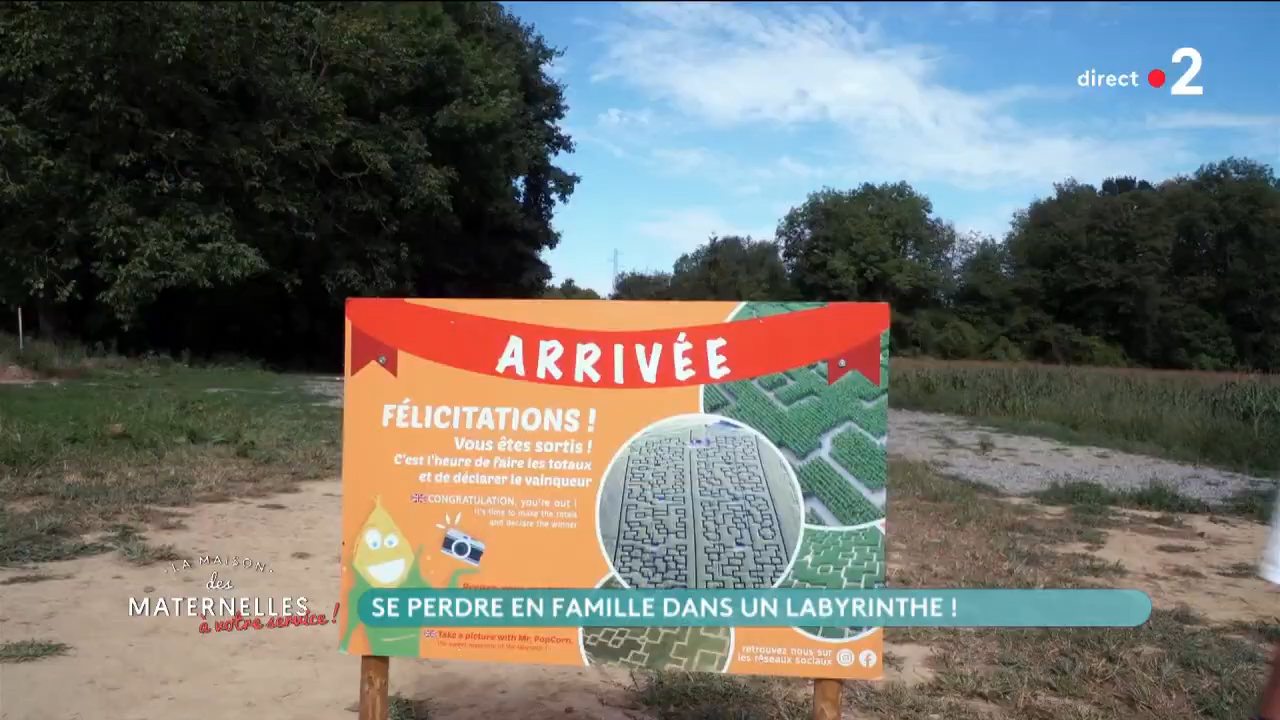 direct 2
ARRIVÉE
FÉLICITATIONS !
Vous êtes sortis !
C'est l'heure de faire les totaux
et de déclarer le vainqueur
CONGRATULATION, you're out !
It's time to make the totals
and declare the winner
LA MAISON
des
MATERNELLES
à votre service !
SE PERDRE EN FAMILLE DANS UN LABYRINTHE !
Take a picture with Mr. PopCorn,
retrouvez nous sur
les réseaux sociaux